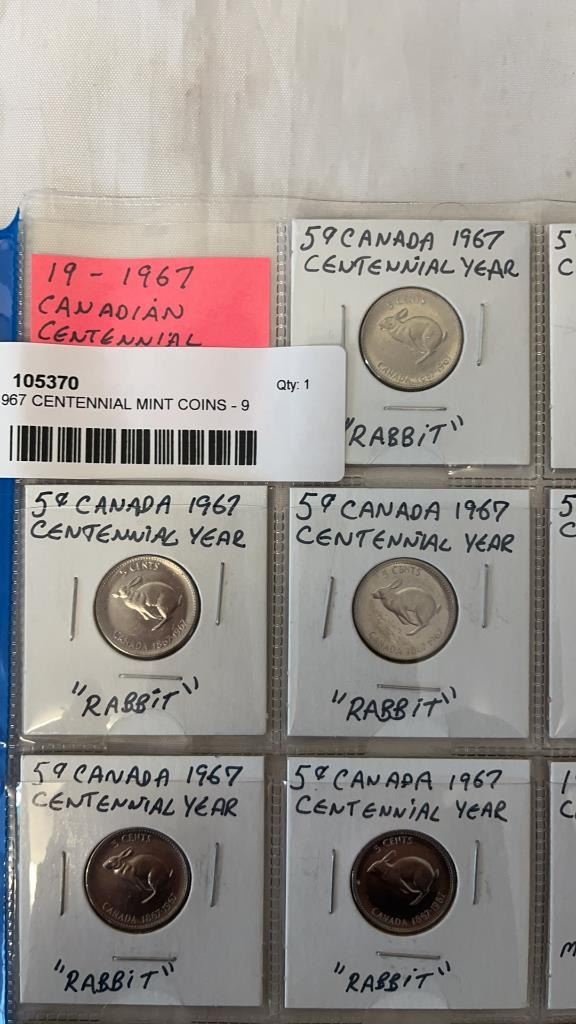 19 - 1967
CANADIAN
CENTENNIAL
105370
Qty: 1
967 CENTENNIAL MINT COINS - 9
5¢ CANADA 1967
CENTENNIAL YEAR
5 CENTS
CANADA 1867-1967
"RABBIT"
5
C
5¢ CANADA 1967
CENTENNIAL YEAR
5 CENTS
CANADA 1867-1967
"RABBIT"
5¢ CANADA 1967
CENTENNIAL YEAR
5 CENTS
CANADA 1867-1967
"RABBIT"
5
C
5¢ CANADA 1967
CENTENNIAL YEAR
5 CENTS
CANADA 1867-1967
"RABBIT"
5¢ CANADA 1967
CENTENNIAL YEAR
5 CENTS
CANADA 1867-1967
"RABBIT"
1
C
M